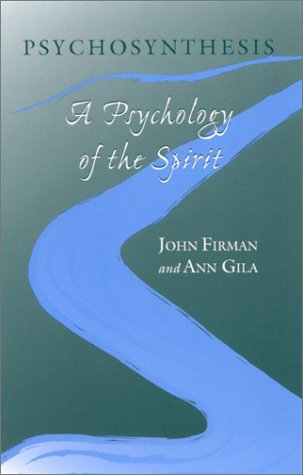 PSYCHOSYNTHESIS
A Psychology
of the Spirit
JOHN FIRMAN
and ANN GILA